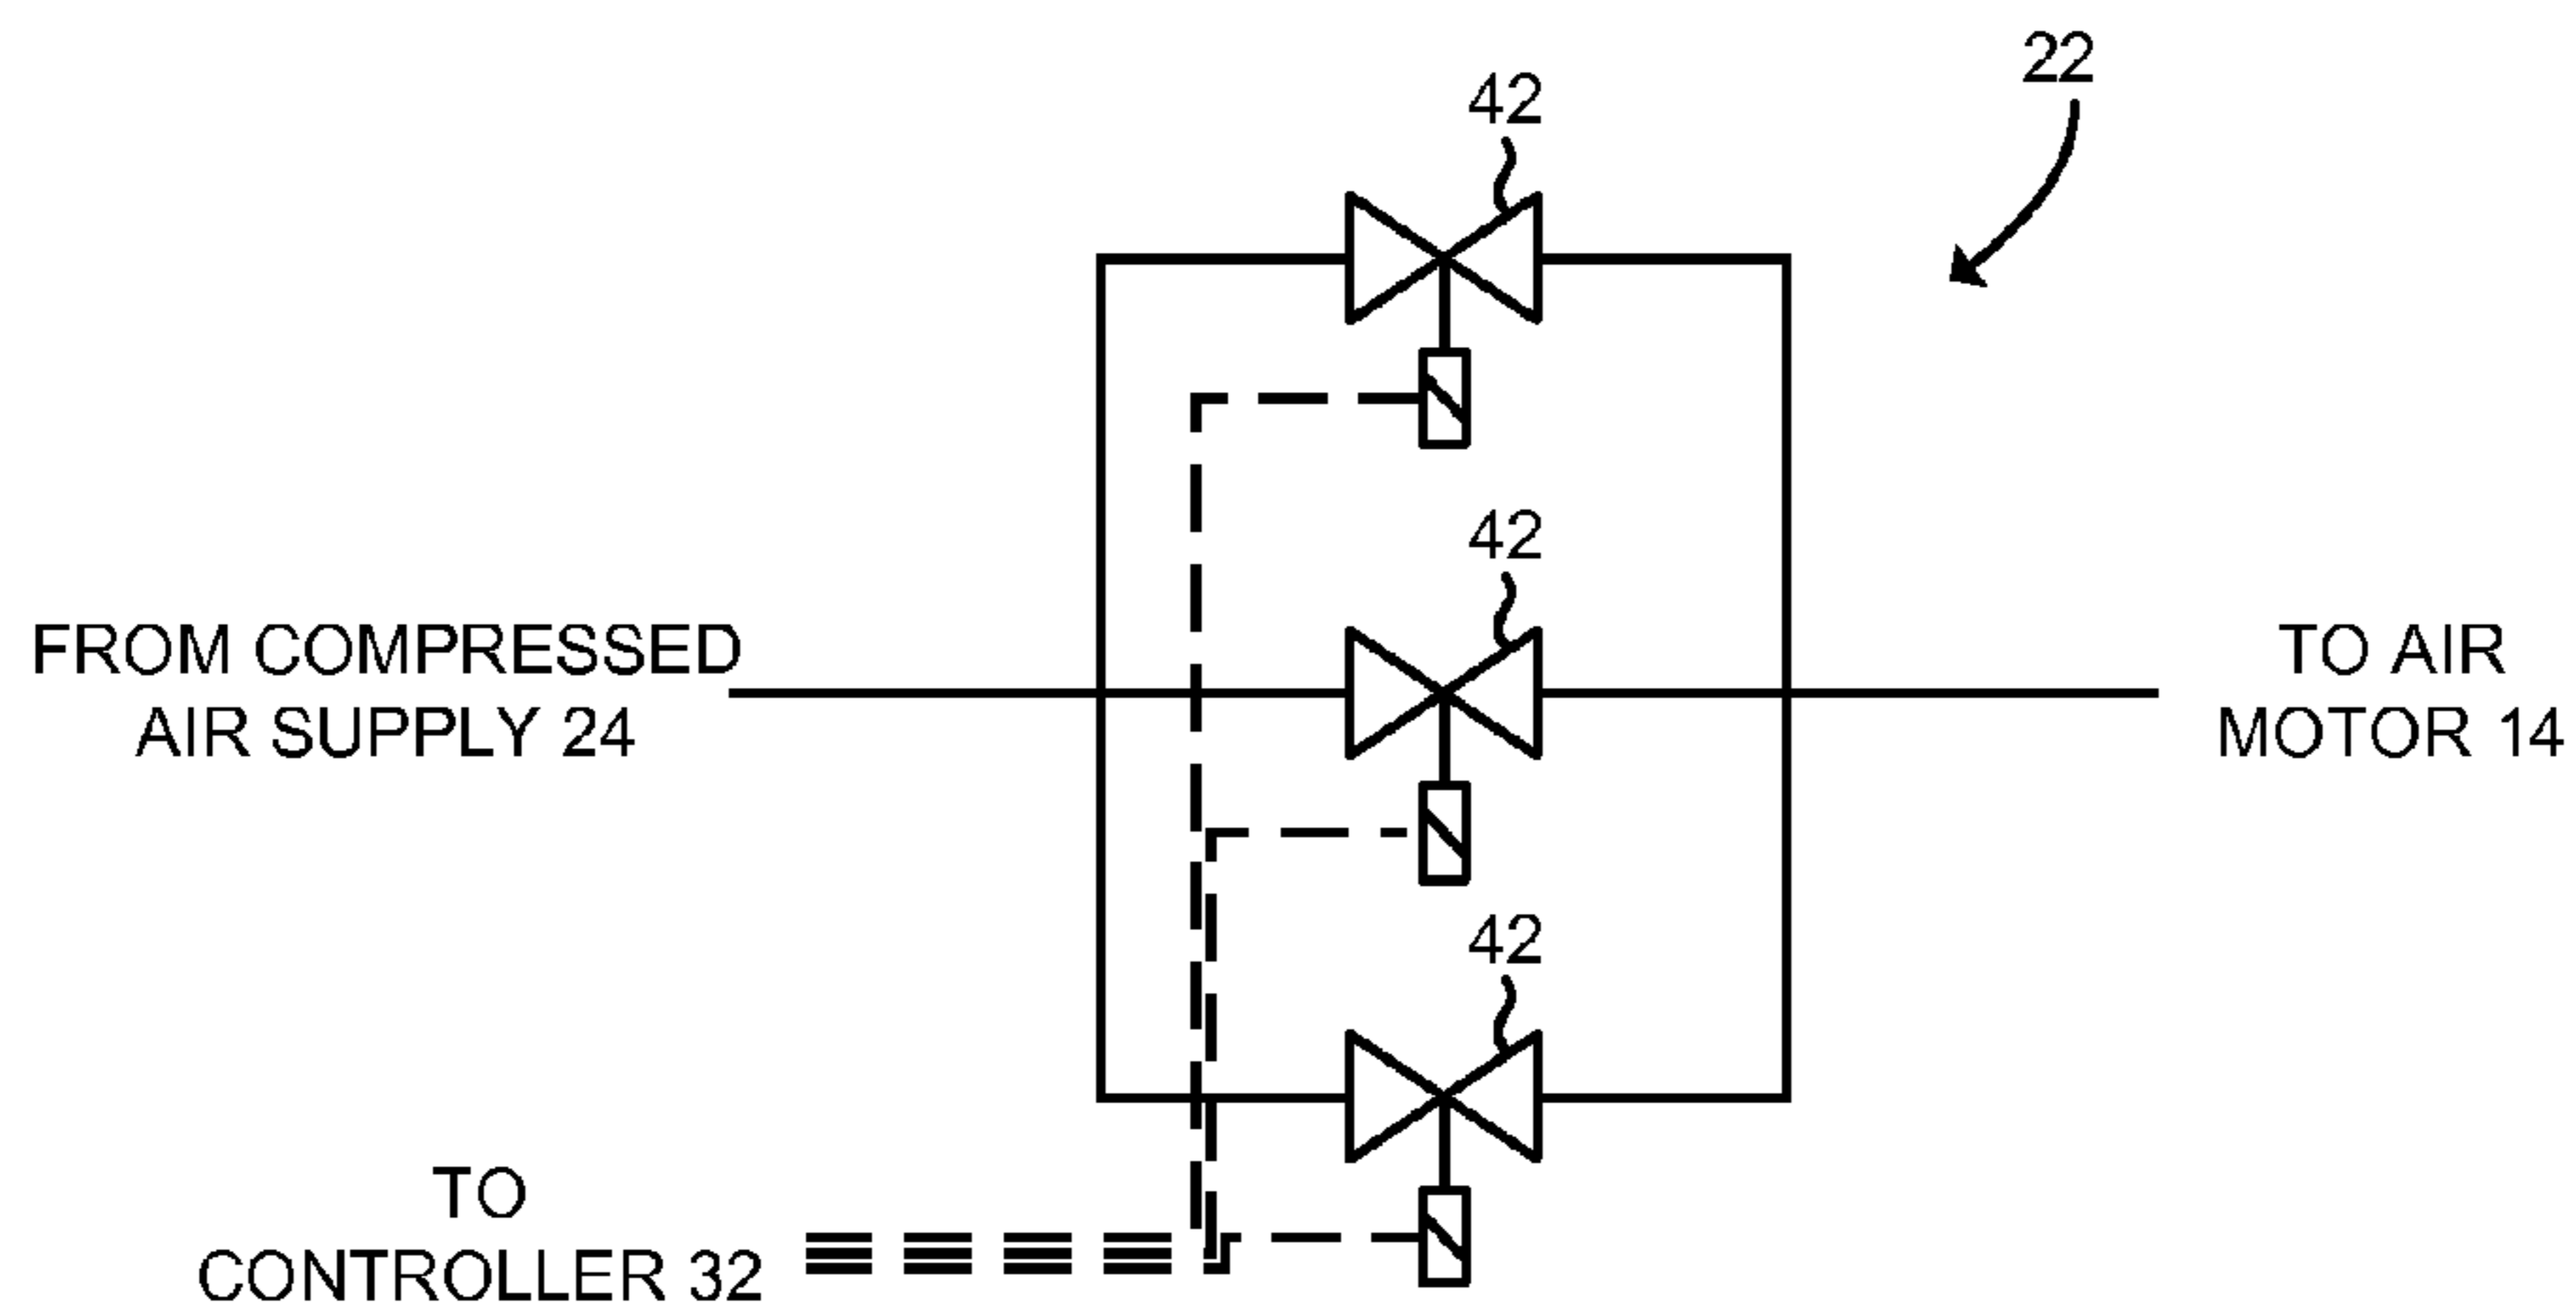 22
42
42
FROM COMPRESSED
AIR SUPPLY 24
TO AIR
MOTOR 14
42
TO
CONTROLLER 32